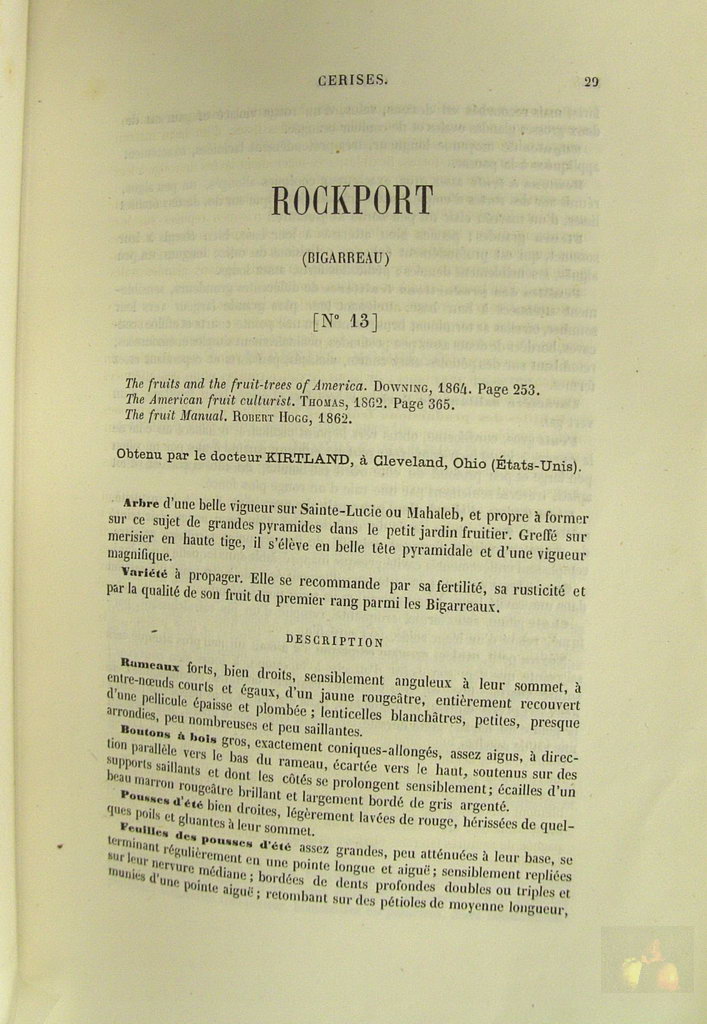 CERISES. 29
ROCKPORT
(BIGARREAU)
[N° 13]
The fruits and the fruit-trees of America. DOWNING, 1864. Page 253.
The American fruit culturist. THOMAS, 1862. Page 365.
The fruit Manual. ROBERT HOGG, 1862.
Obtenu par le docteur KIRTLAND, à Cleveland, Ohio (États-Unis).
Arbre d'une belle vigueur sur Sainte-Lucie ou Mahaleb, et propre à former
sur ce sujet de grandes pyramides dans le petit jardin fruitier. Greffé sur
merisier en haute tige, il s'élève en belle tête pyramidale et d'une vigueur
magnifique.
Variété à propager. Elle se recommande par sa fertilité, sa rusticité et
par la qualité de son fruit du premier rang parmi les Bigarreaux.
DESCRIPTION
Rameaux forts, bien droits, sensiblement anguleux à leur sommet, à
entre-nœuds courts et égaux, d'un jaune rougeâtre, entièrement recouvert
d'une pellicule épaisse et plombée ; lenticelles blanchâtres, petites, presque
arrondies, peu nombreuses et peu saillantes.
Boutons à bois gros, exactement coniques-allongés, assez aigus, à direc-
tion parallèle vers le bas du rameau, écartée vers le haut, soutenus sur des
supports saillants et dont les côtés se prolongent sensiblement ; écailles d'un
beau marron rougeâtre brillant et largement bordé de gris argenté.
Pousses d'été bien droites, légèrement lavées de rouge, hérissées de quel-
ques poils et gluantes à leur sommet.
Feuilles des pousses d'été assez grandes, peu atténuées à leur base, se
terminant régulièrement en une pointe longue et aiguë ; sensiblement repliées
sur leur nervure médiane ; bordées de dents profondes doubles ou triples et
munies d'une pointe aiguë ; retombant sur des pétioles de moyenne longueur,